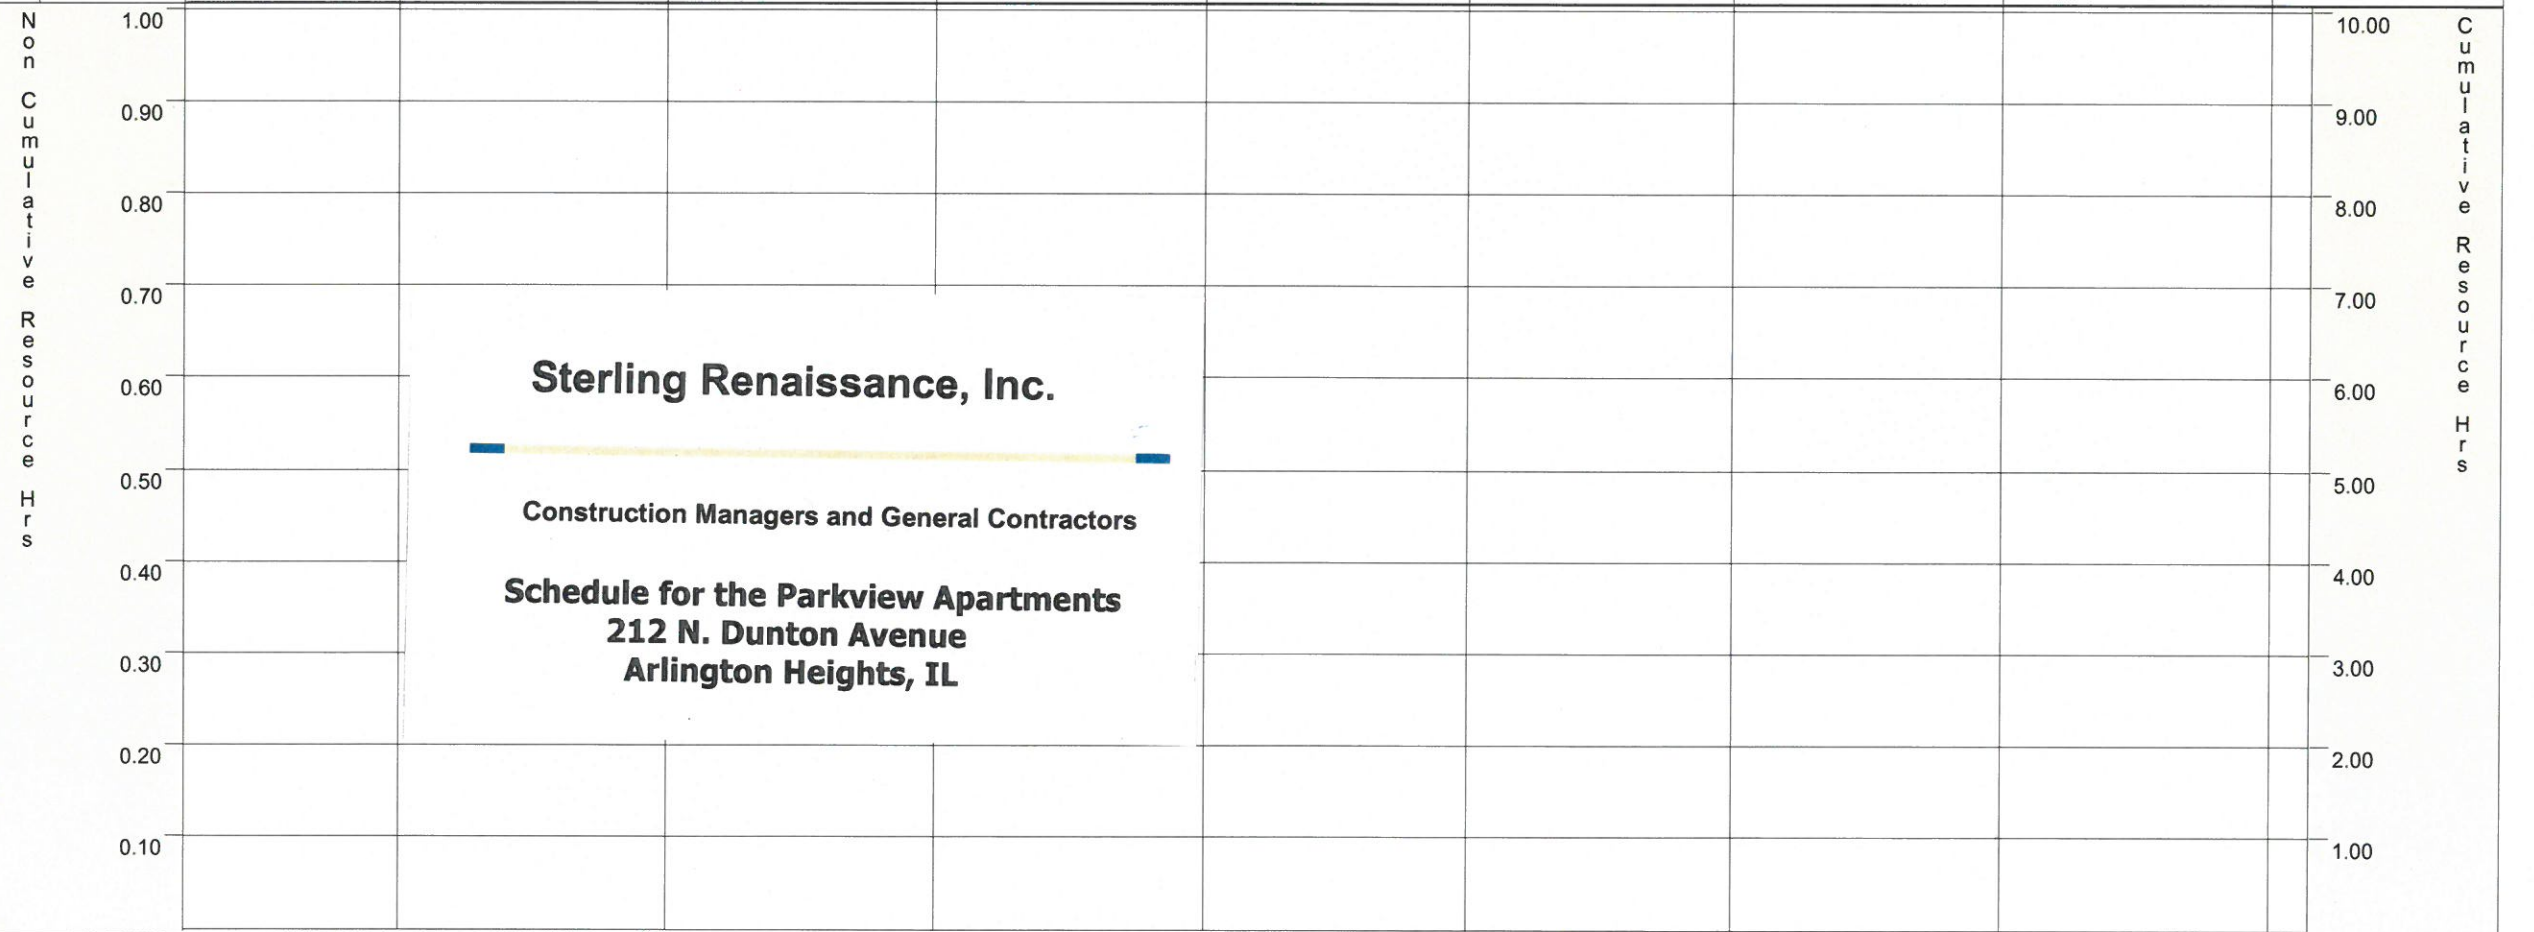 Non Cumulative Resource Hrs
1.00
0.90
0.80
0.70
0.60
0.50
0.40
0.30
0.20
0.10
Sterling Renaissance, Inc.
Construction Managers and General Contractors
Schedule for the Parkview Apartments
212 N. Dunton Avenue
Arlington Heights, IL
10.00
9.00
8.00
7.00
6.00
5.00
4.00
3.00
2.00
1.00
Cumulative Resource Hrs